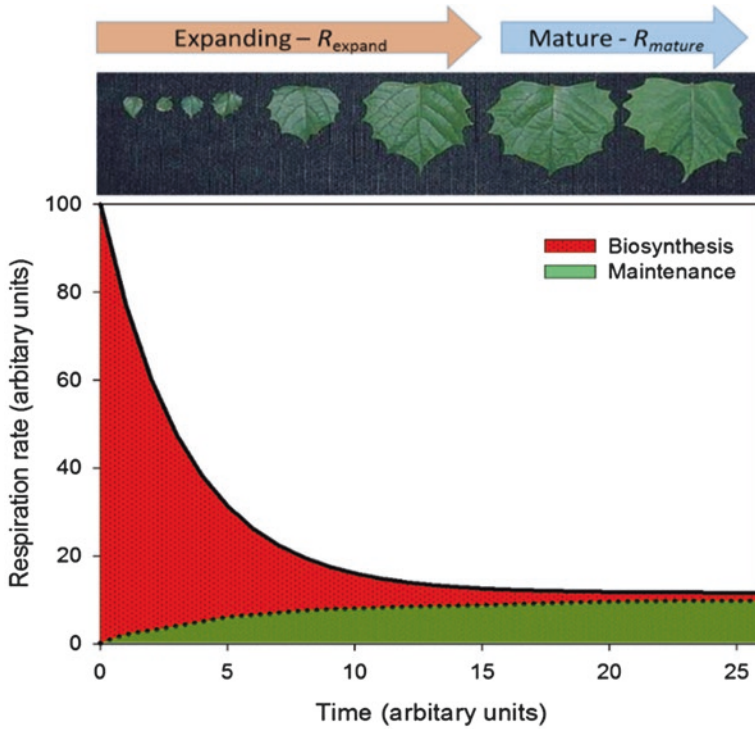 Expanding – Rexpand
Mature - Rmature
100
80
60
40
20
0
Respiration rate (arbitary units)
Biosynthesis
Maintenance
0
5
10
15
20
25
Time (arbitary units)